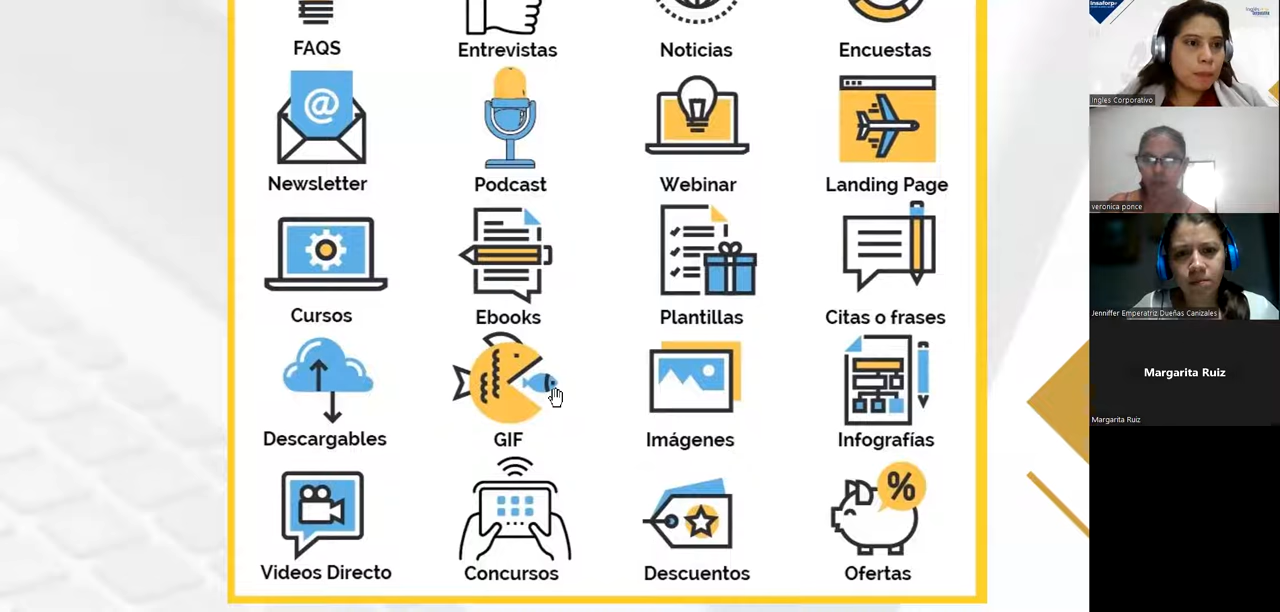 FAQS
Entrevistas
Noticias
Encuestas
@
Newsletter
Podcast
Webinar
Landing Page
Cursos
Ebooks
Plantillas
Citas o frases
Descargables
GIF
Imágenes
Infografías
%
Videos Directo
Concursos
Descuentos
Ofertas
Insaforp
Ingles Corporativo
veronica ponce
Jenniffer Emperatriz Dueñas Canizales
Margarita Ruiz
Margarita Ruiz